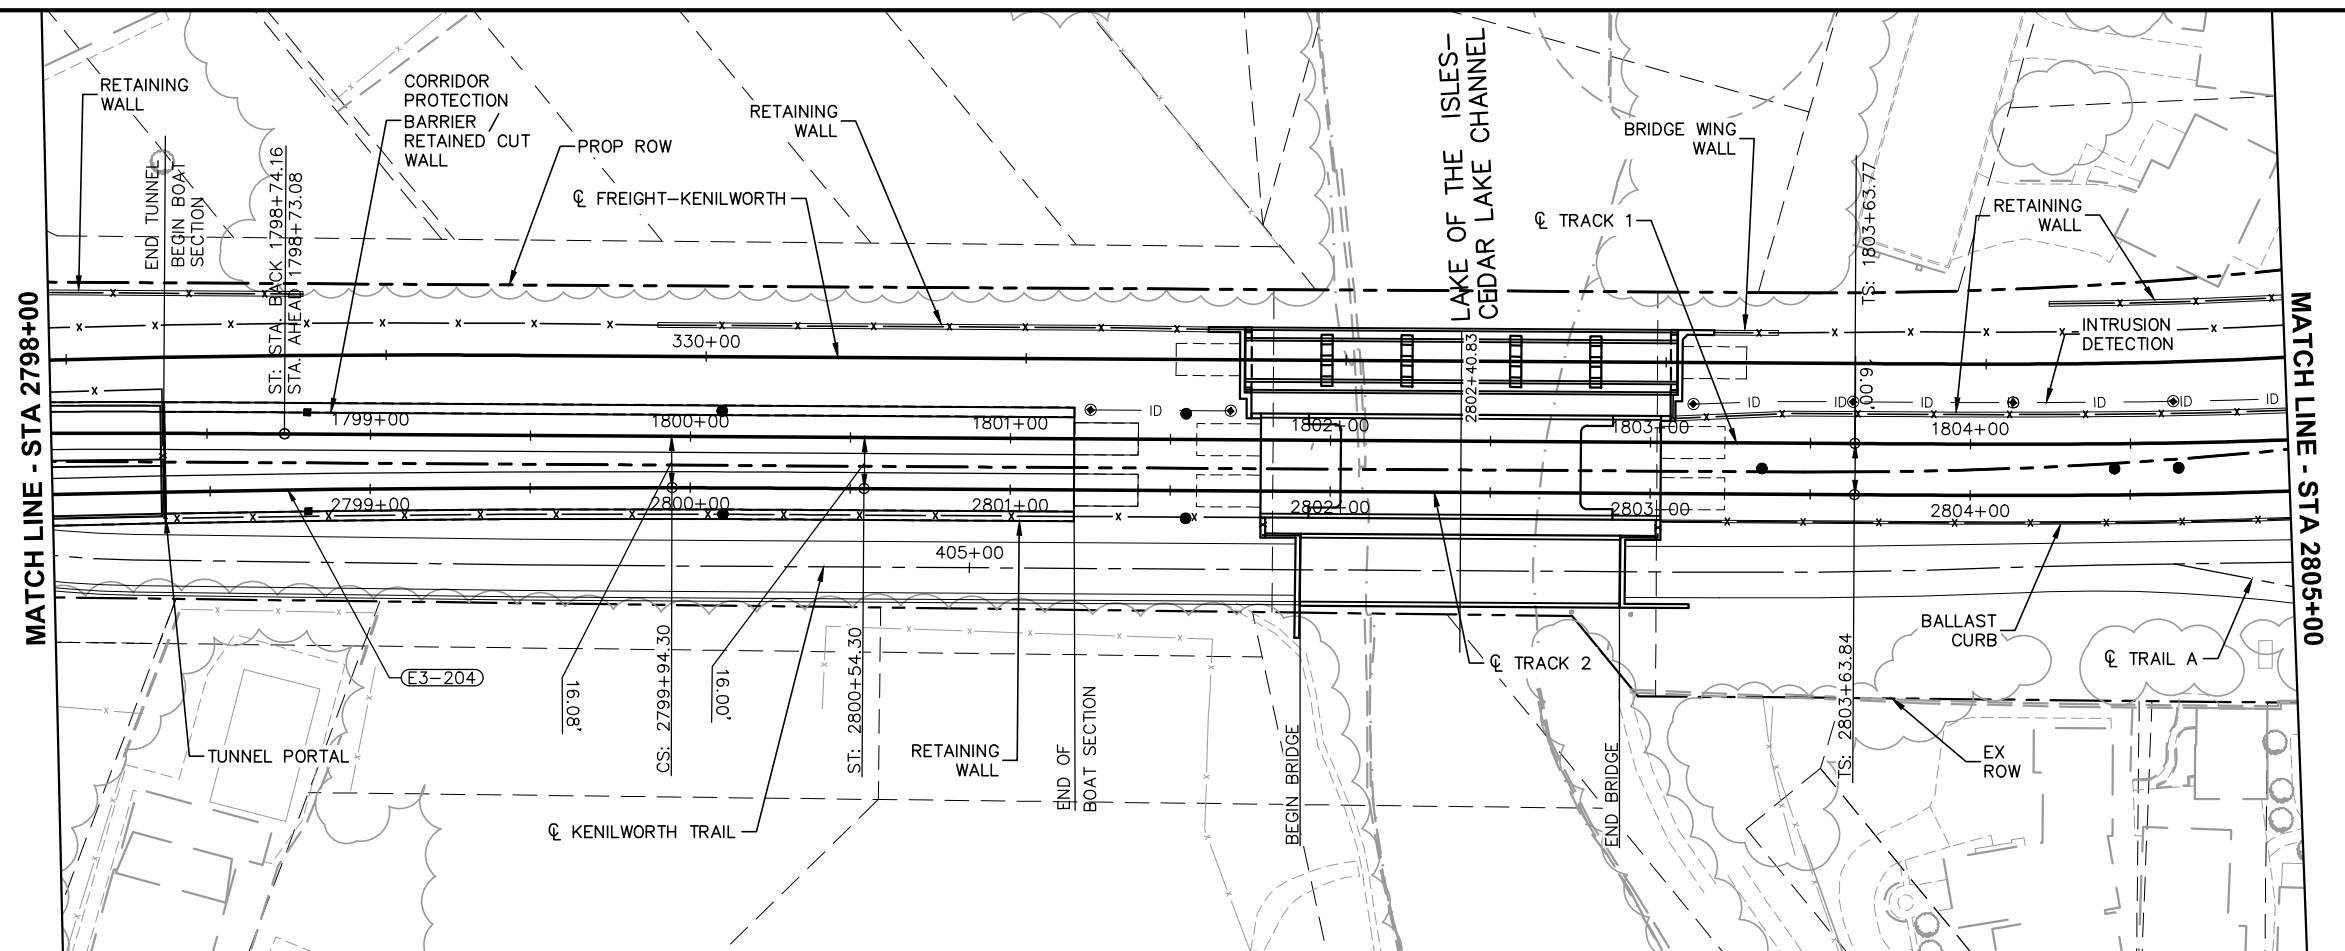 MATCH LINE - STA 2798+00
RETAINING
WALL
END TUNNEL
BEGIN BOAT
SECTION
ST: STA. BACK 1798+74.16
STA. AHEAD 1798+73.08
CORRIDOR
PROTECTION
BARRIER /
RETAINED CUT
WALL
PROP ROW
℄ FREIGHT-KENILWORTH
RETAINING
WALL
LAKE OF THE ISLES-
CEDAR LAKE CHANNEL
BRIDGE WING
WALL
℄ TRACK 1
TS: 1803+63.77
RETAINING
WALL
INTRUSION
DETECTION
MATCH LINE - STA 2805+00
330+00
2802+40.83
ID
ID
ID
ID
ID
ID
ID
1799+00
1800+00
1801+00
1802+00
1803+00
1804+00
2799+00
2800+00
2801+00
2802+00
2803+00
2804+00
405+00
E3-204
TUNNEL PORTAL
16.08'
CS: 2799+94.30
16.00'
ST: 2800+54.30
℄ KENILWORTH TRAIL
RETAINING
WALL
END OF
BOAT SECTION
BEGIN BRIDGE
℄ TRACK 2
END BRIDGE
TS: 2803+63.84
BALLAST
CURB
℄ TRAIL A
EX
ROW